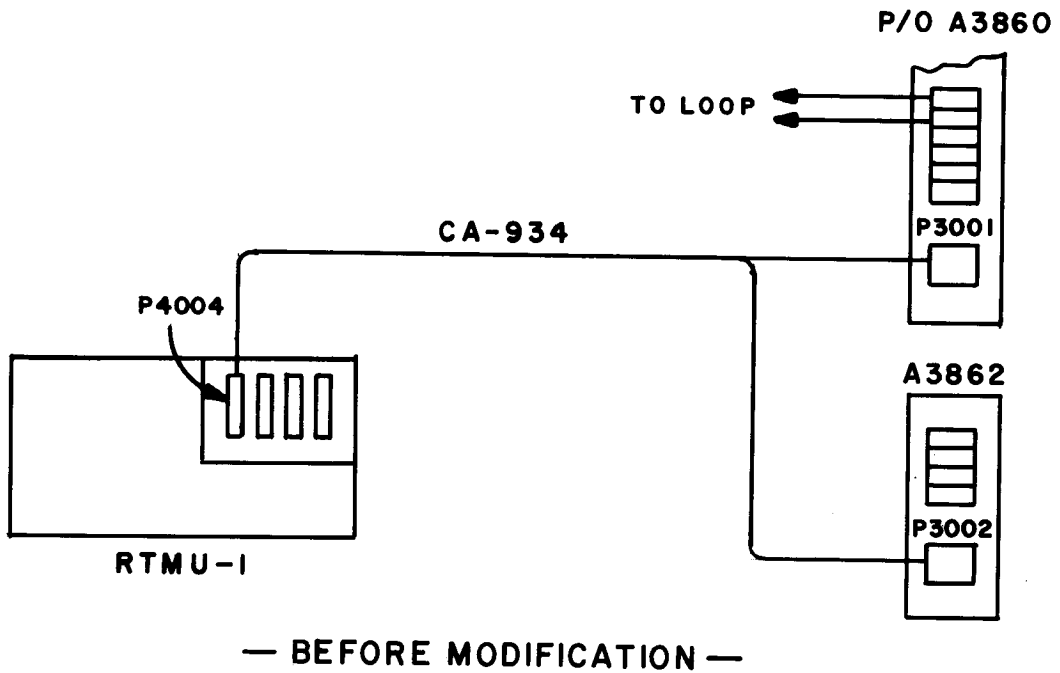 P/O A3860
TO LOOP
P3001
CA-934
P4004
A3862
P3002
RTMU-1
— BEFORE MODIFICATION —